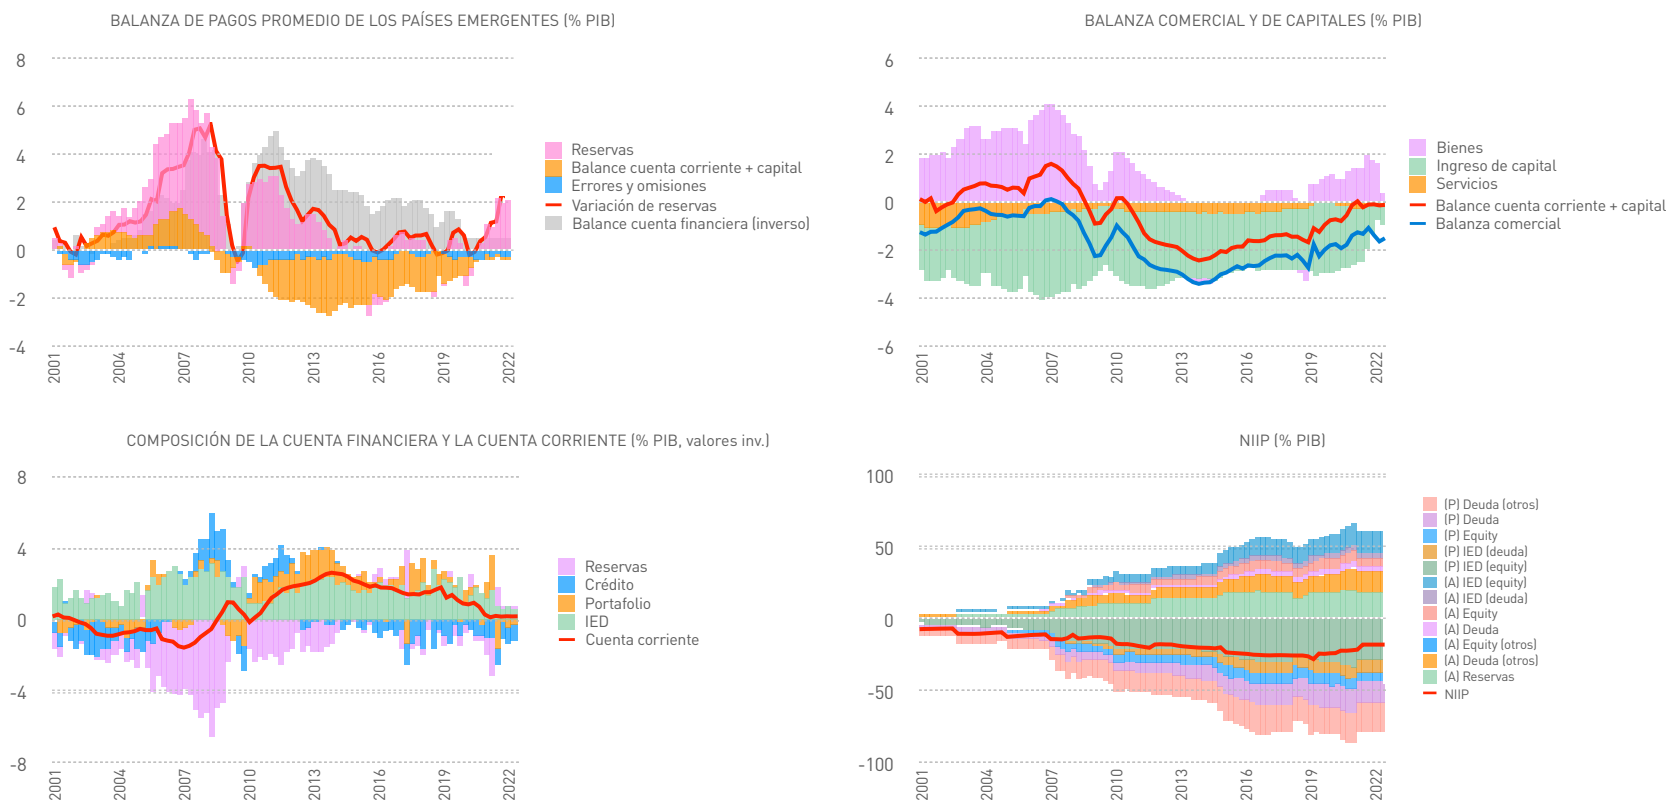 BALANZA DE PAGOS PROMEDIO DE LOS PAÍSES EMERGENTES (% PIB)
8
6
4
2
0
-2
-4
2001
2004
2007
2010
2013
2016
2019
2022
Reservas
Balance cuenta corriente + capital
Errores y omisiones
Variación de reservas
Balance cuenta financiera (inverso)
BALANZA COMERCIAL Y DE CAPITALES (% PIB)
6
4
2
0
-2
-4
-6
2001
2004
2007
2010
2013
2016
2019
2022
Bienes
Ingreso de capital
Servicios
Balance cuenta corriente + capital
Balanza comercial
COMPOSICIÓN DE LA CUENTA FINANCIERA Y LA CUENTA CORRIENTE (% PIB, valores inv.)
8
4
0
-4
-8
2001
2004
2007
2010
2013
2016
2019
2022
Reservas
Crédito
Portafolio
IED
Cuenta corriente
NIIP (% PIB)
100
50
0
-50
-100
2001
2004
2007
2010
2013
2016
2019
2022
(P) Deuda (otros)
(P) Deuda
(P) Equity
(P) IED (deuda)
(P) IED (equity)
(A) IED (equity)
(A) IED (deuda)
(A) Equity
(A) Deuda
(A) Equity (otros)
(A) Deuda (otros)
(A) Reservas
NIIP